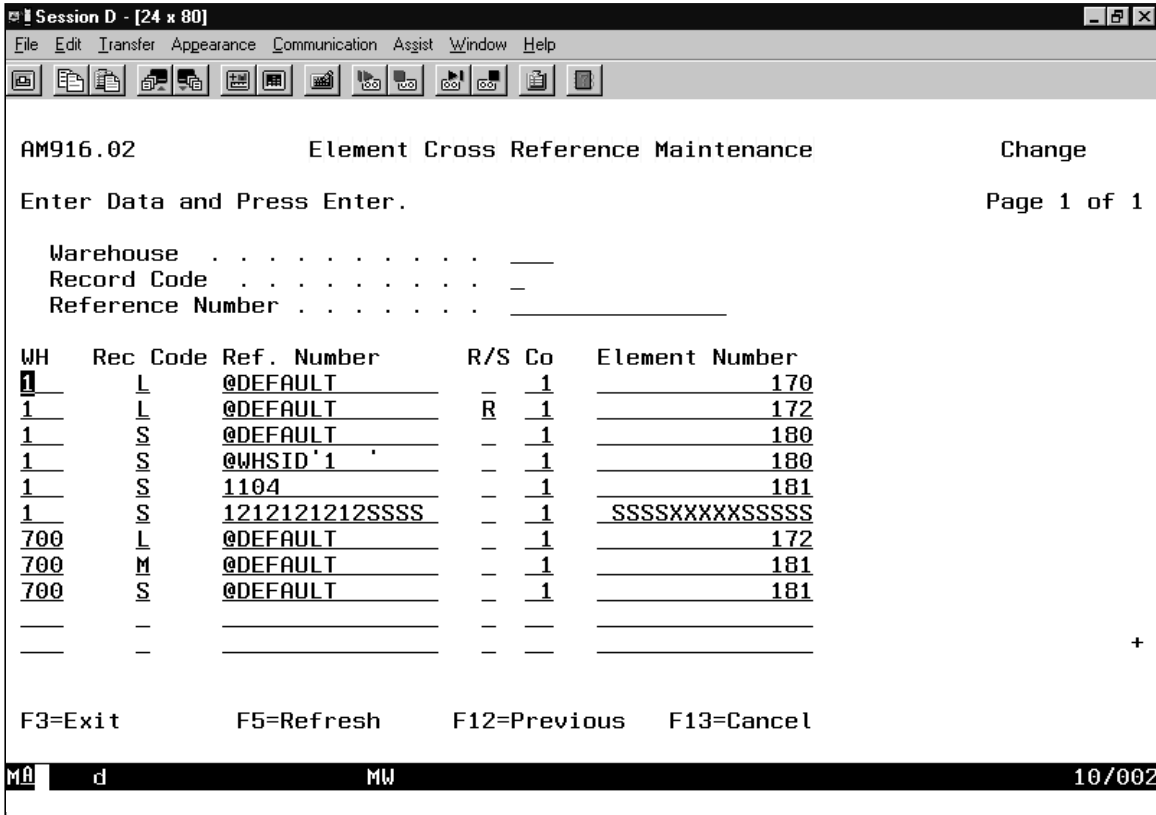 Session D - [24 x 80]
File Edit Transfer Appearance Communication Assist Window Help
AM916.02 Element Cross Reference Maintenance Change
Enter Data and Press Enter. Page 1 of 1
Warehouse . . . . . . . . . . ___
Record Code . . . . . . . . . _
Reference Number . . . . . . . _______________
WH Rec Code Ref. Number R/S Co Element Number
1 L @DEFAULT _ 1 170
1 L @DEFAULT R 1 172
1 S @DEFAULT _ 1 180
1 S @WHSID'1 ' _ 1 180
1 S 1104 _ 1 181
1 S 1212121212SSSS _ 1 SSSSXXXXXSSSSS
700 L @DEFAULT _ 1 172
700 M @DEFAULT _ 1 181
700 S @DEFAULT _ 1 181
+
F3=Exit F5=Refresh F12=Previous F13=Cancel
MA d MW 10/002